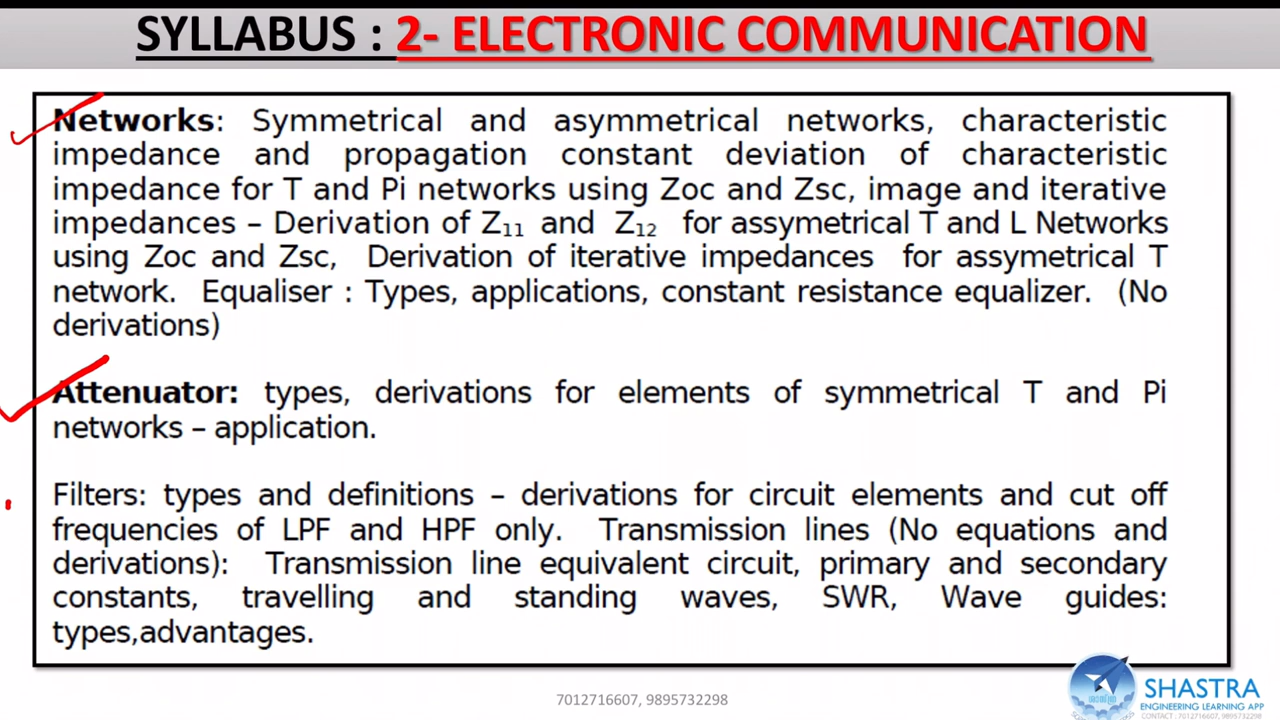 SYLLABUS : 2- ELECTRONIC COMMUNICATION
Networks: Symmetrical and asymmetrical networks, characteristic
impedance and propagation constant deviation of characteristic
impedance for T and Pi networks using Zoc and Zsc, image and iterative
impedances – Derivation of Z₁₁ and Z₁₂ for assymetrical T and L Networks
using Zoc and Zsc, Derivation of iterative impedances for assymetrical T
network. Equaliser : Types, applications, constant resistance equalizer. (No
derivations)
Attenuator: types, derivations for elements of symmetrical T and Pi
networks – application.
Filters: types and definitions – derivations for circuit elements and cut off
frequencies of LPF and HPF only. Transmission lines (No equations and
derivations): Transmission line equivalent circuit, primary and secondary
constants, travelling and standing waves, SWR, Wave guides:
types,advantages.
7012716607, 9895732298
SHASTRA
ENGINEERING LEARNING APP
CONTACT : 7012716607, 9895732298